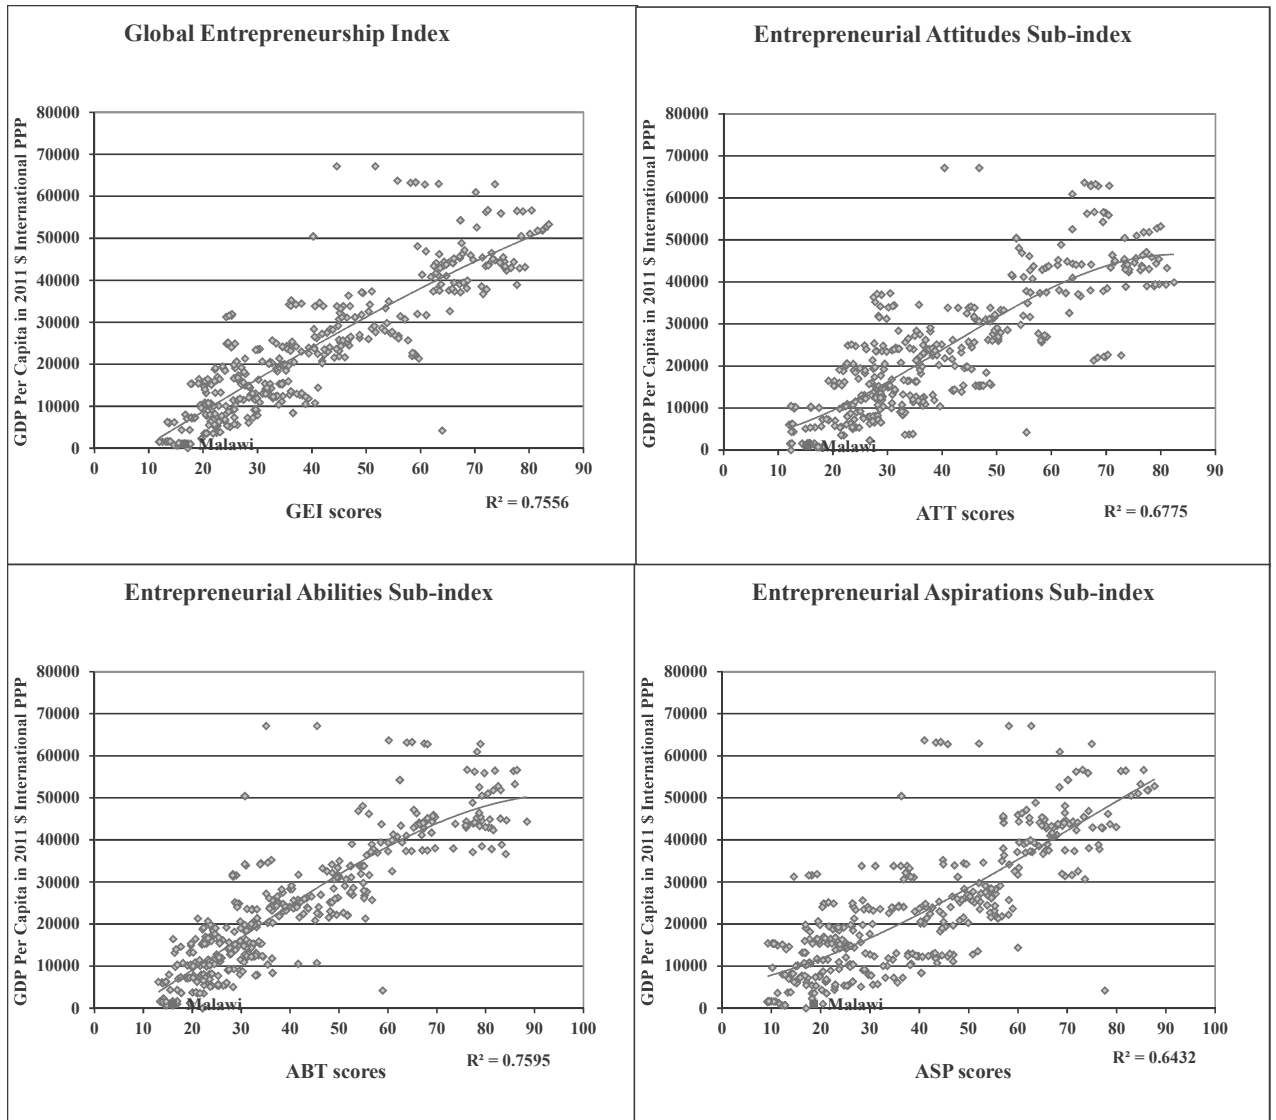 Global Entrepreneurship Index
GDP Per Capita in 2011 $ International PPP
80000
70000
60000
50000
40000
30000
20000
10000
0
Malawi
0 10 20 30 40 50 60 70 80 90
GEI scores
R² = 0.7556
Entrepreneurial Attitudes Sub-index
GDP Per Capita in 2011 $ International PPP
80000
70000
60000
50000
40000
30000
20000
10000
0
Malawi
0 10 20 30 40 50 60 70 80 90
ATT scores
R² = 0.6775
Entrepreneurial Abilities Sub-index
GDP Per Capita in 2011 $ International PPP
80000
70000
60000
50000
40000
30000
20000
10000
0
Malawi
0 10 20 30 40 50 60 70 80 90 100
ABT scores
R² = 0.7595
Entrepreneurial Aspirations Sub-index
GDP Per Capita in 2011 $ International PPP
80000
70000
60000
50000
40000
30000
20000
10000
0
Malawi
0 10 20 30 40 50 60 70 80 90 100
ASP scores
R² = 0.6432